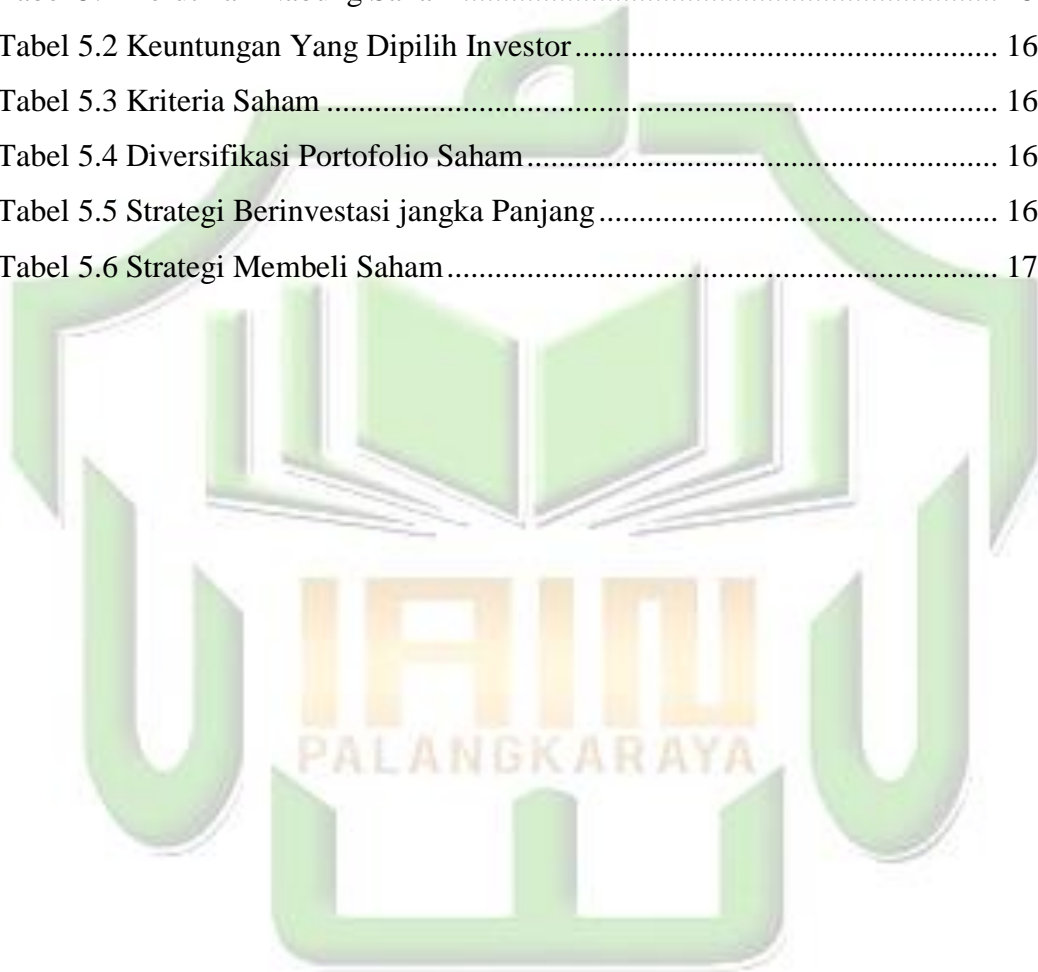 Tabel 5.2 Keuntungan Yang Dipilih Investor ........................................................ 16
Tabel 5.3 Kriteria Saham ....................................................................................... 16
Tabel 5.4 Diversifikasi Portofolio Saham .............................................................. 16
Tabel 5.5 Strategi Berinvestasi jangka Panjang ..................................................... 16
Tabel 5.6 Strategi Membeli Saham ........................................................................ 17
IAIN
PALANGKARAYA